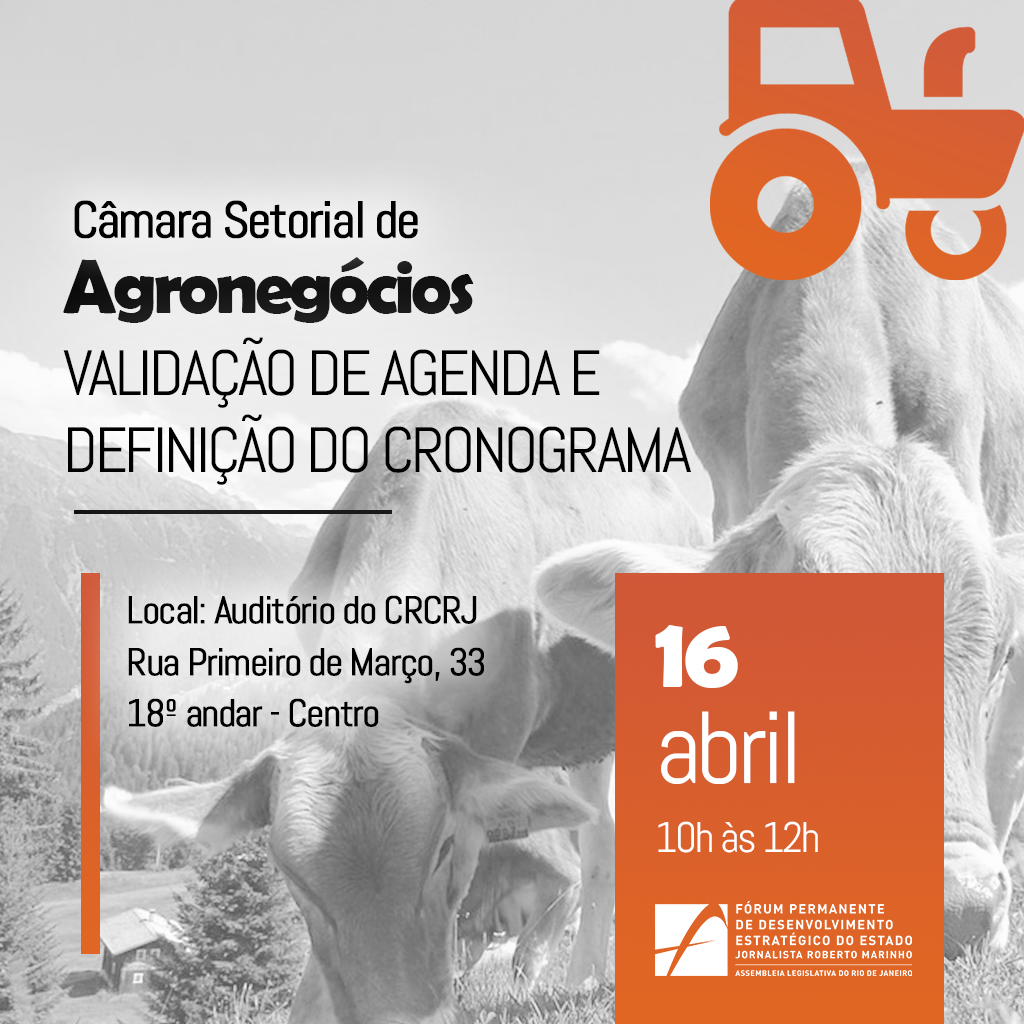 Câmara Setorial de
Agronegócios
VALIDAÇÃO DE AGENDA E
DEFINIÇÃO DO CRONOGRAMA
Local: Auditório do CRCRJ
Rua Primeiro de Março, 33
18º andar - Centro
16
abril
10h às 12h
FÓRUM PERMANENTE
DE DESENVOLVIMENTO
ESTRATÉGICO DO ESTADO
JORNALISTA ROBERTO MARINHO
ASSEMBLEIA LEGISLATIVA DO RIO DE JANEIRO